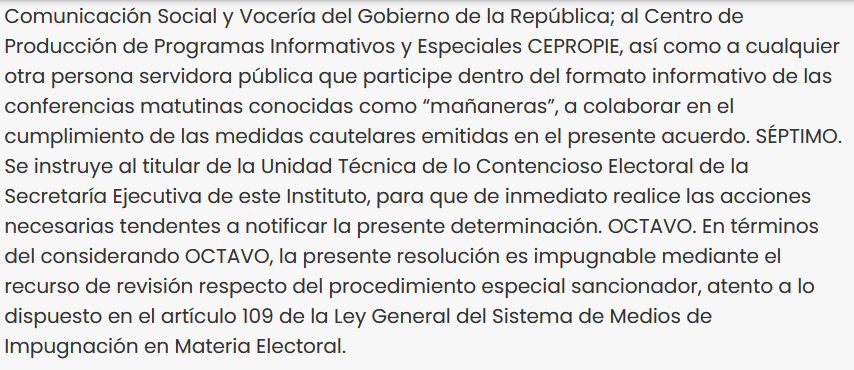 Comunicación Social y Vocería del Gobierno de la República; al Centro de
Producción de Programas Informativos y Especiales CEPROPIE, así como a cualquier
otra persona servidora pública que participe dentro del formato informativo de las
conferencias matutinas conocidas como “mañaneras”, a colaborar en el
cumplimiento de las medidas cautelares emitidas en el presente acuerdo. SÉPTIMO.
Se instruye al titular de la Unidad Técnica de lo Contencioso Electoral de la
Secretaría Ejecutiva de este Instituto, para que de inmediato realice las acciones
necesarias tendentes a notificar la presente determinación. OCTAVO. En términos
del considerando OCTAVO, la presente resolución es impugnable mediante el
recurso de revisión respecto del procedimiento especial sancionador, atento a lo
dispuesto en el artículo 109 de la Ley General del Sistema de Medios de
Impugnación en Materia Electoral.